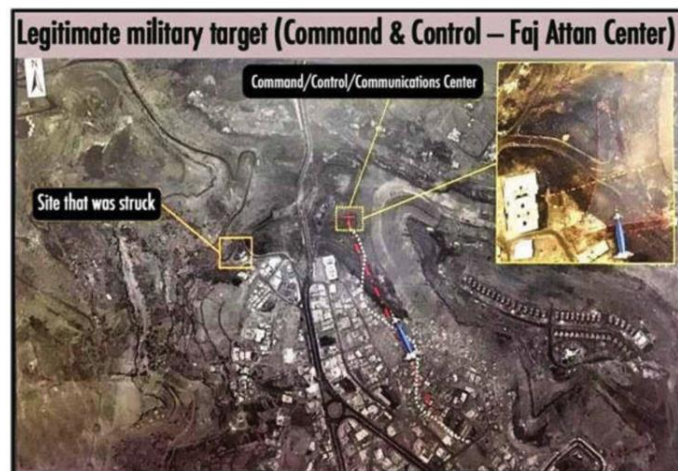 Legitimate military target (Command & Control – Faj Attan Center)
N
Command/Control/Communications Center
Site that was struck